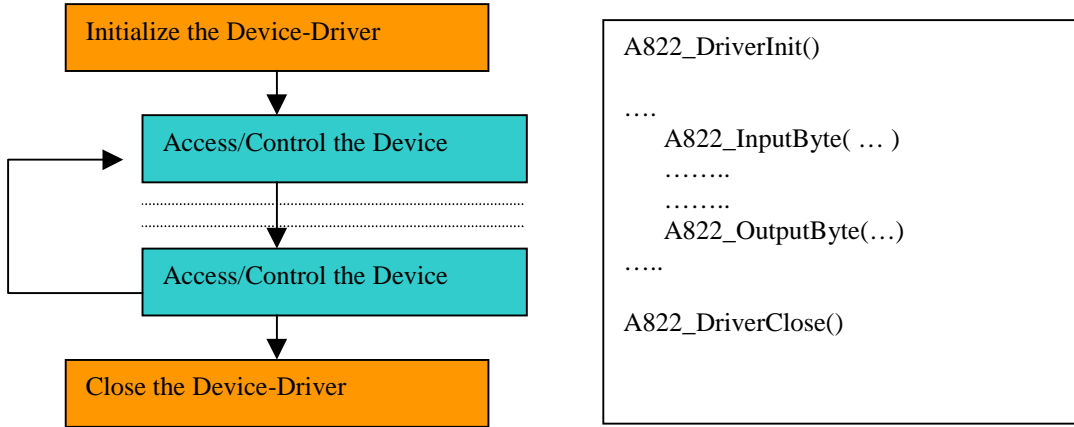 Initialize the Device-Driver
Access/Control the Device
Access/Control the Device
Close the Device-Driver
A822_DriverInit()
….
A822_InputByte( … )
……..
……..
A822_OutputByte(…)
…..
A822_DriverClose()